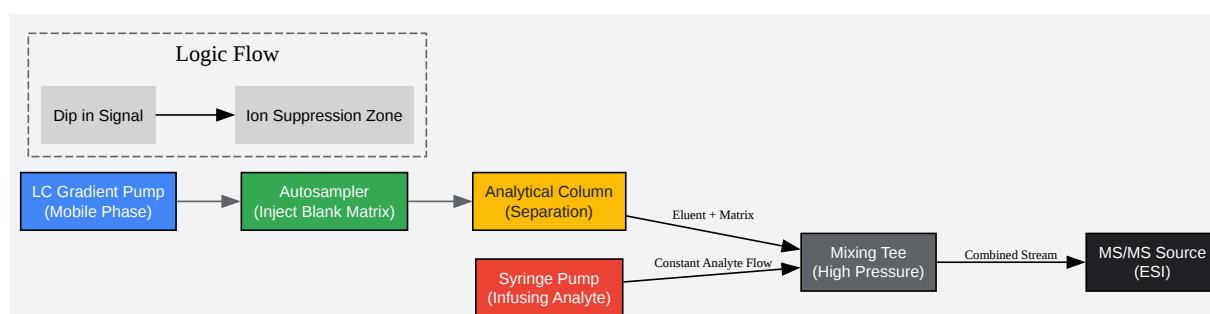 Logic Flow
Dip in Signal
Ion Suppression Zone
LC Gradient Pump
(Mobile Phase)
Autosampler
(Inject Blank Matrix)
Analytical Column
(Separation)
Eluent + Matrix
Syringe Pump
(Infusing Analyte)
Constant Analyte Flow
Mixing Tee
(High Pressure)
Combined Stream
MS/MS Source
(ESI)